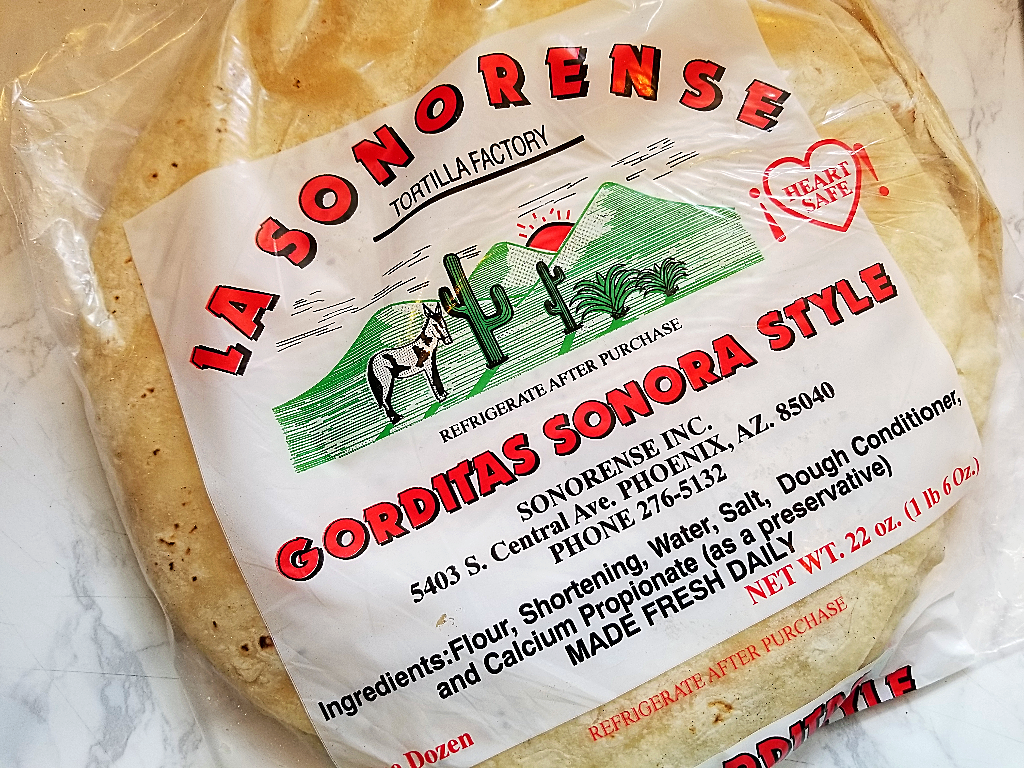 LA SONORENSE
TORTILLA FACTORY
¡HEART
SAFE!
REFRIGERATE AFTER PURCHASE
GORDITAS SONORA STYLE
SONORENSE INC.
5403 S. Central Ave. PHOENIX, AZ. 85040
PHONE 276-5132
Ingredients:Flour, Shortening, Water, Salt, Dough Conditioner,
and Calcium Propionate (as a preservative)
MADE FRESH DAILY
NET WT. 22 oz. (1 lb 6 Oz.)
REFRIGERATE AFTER PURCHASE
Dozen